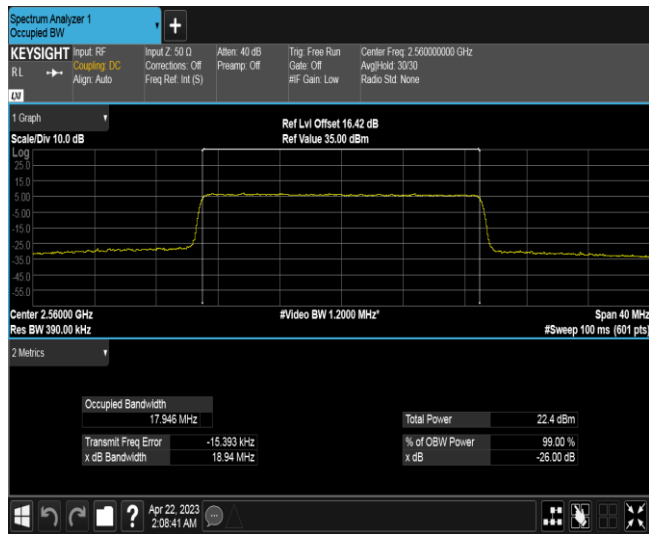 Spectrum Analyzer 1
Occupied BW
+
KEYSIGHT
RL
LXI
Input: RF
Coupling: DC
Align: Auto
Input Z: 50 Ω
Corrections: Off
Freq Ref: Int (S)
Atten: 40 dB
Preamp: Off
Trig: Free Run
Gate: Off
#IF Gain: Low
Center Freq: 2.560000000 GHz
Avg|Hold: 30/30
Radio Std: None
1 Graph
Scale/Div 10.0 dB
Ref Lvl Offset 16.42 dB
Ref Value 35.00 dBm
Log
25.0
15.0
5.00
-5.00
-15.0
-25.0
-35.0
-45.0
-55.0
Center 2.56000 GHz
Res BW 390.00 kHz
#Video BW 1.2000 MHz*
Span 40 MHz
#Sweep 100 ms (601 pts)
2 Metrics
Occupied Bandwidth
17.946 MHz
Transmit Freq Error -15.393 kHz
x dB Bandwidth 18.94 MHz
Total Power 22.4 dBm
% of OBW Power 99.00 %
x dB -26.00 dB
?
Apr 22, 2023
2:08:41 AM